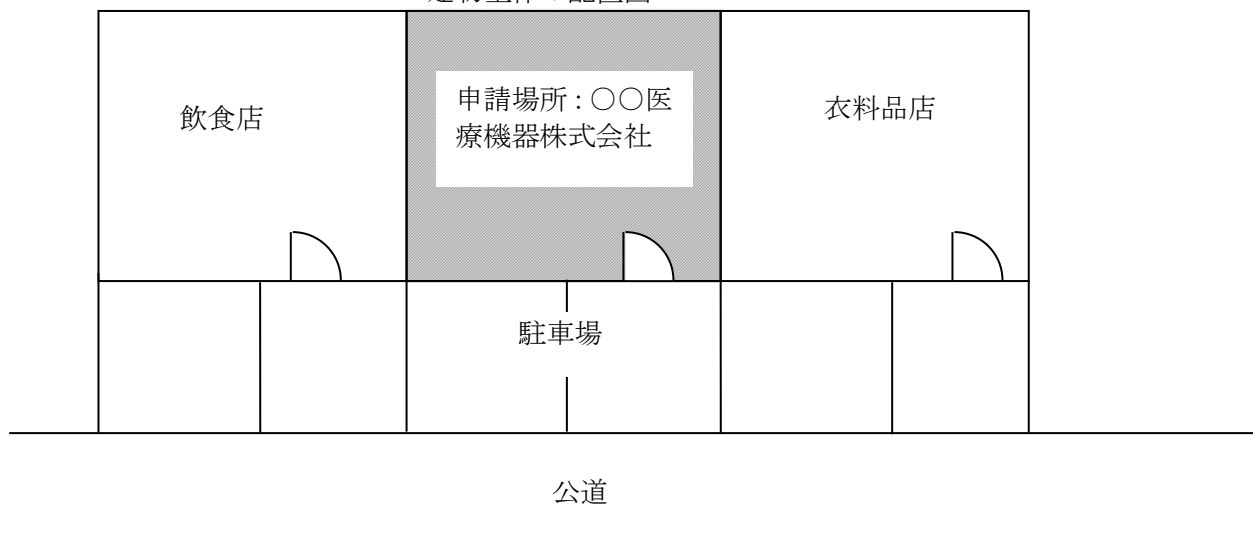 飲食店
申請場所：○○医
療機器株式会社
衣料品店
駐車場
公道